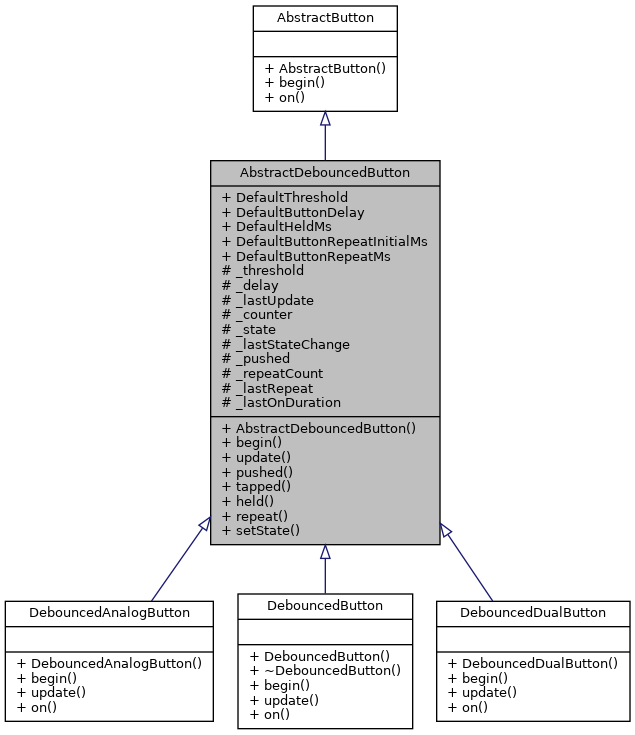 AbstractButton
+ AbstractButton()
+ begin()
+ on()
AbstractDebouncedButton
+ DefaultThreshold
+ DefaultButtonDelay
+ DefaultHeldMs
+ DefaultButtonRepeatInitialMs
+ DefaultButtonRepeatMs
# _threshold
# _delay
# _lastUpdate
# _counter
# _state
# _lastStateChange
# _pushed
# _repeatCount
# _lastRepeat
# _lastOnDuration
+ AbstractDebouncedButton()
+ begin()
+ update()
+ pushed()
+ tapped()
+ held()
+ repeat()
+ setState()
DebouncedAnalogButton
+ DebouncedAnalogButton()
+ begin()
+ update()
+ on()
DebouncedButton
+ DebouncedButton()
+ ~DebouncedButton()
+ begin()
+ update()
+ on()
DebouncedDualButton
+ DebouncedDualButton()
+ begin()
+ update()
+ on()